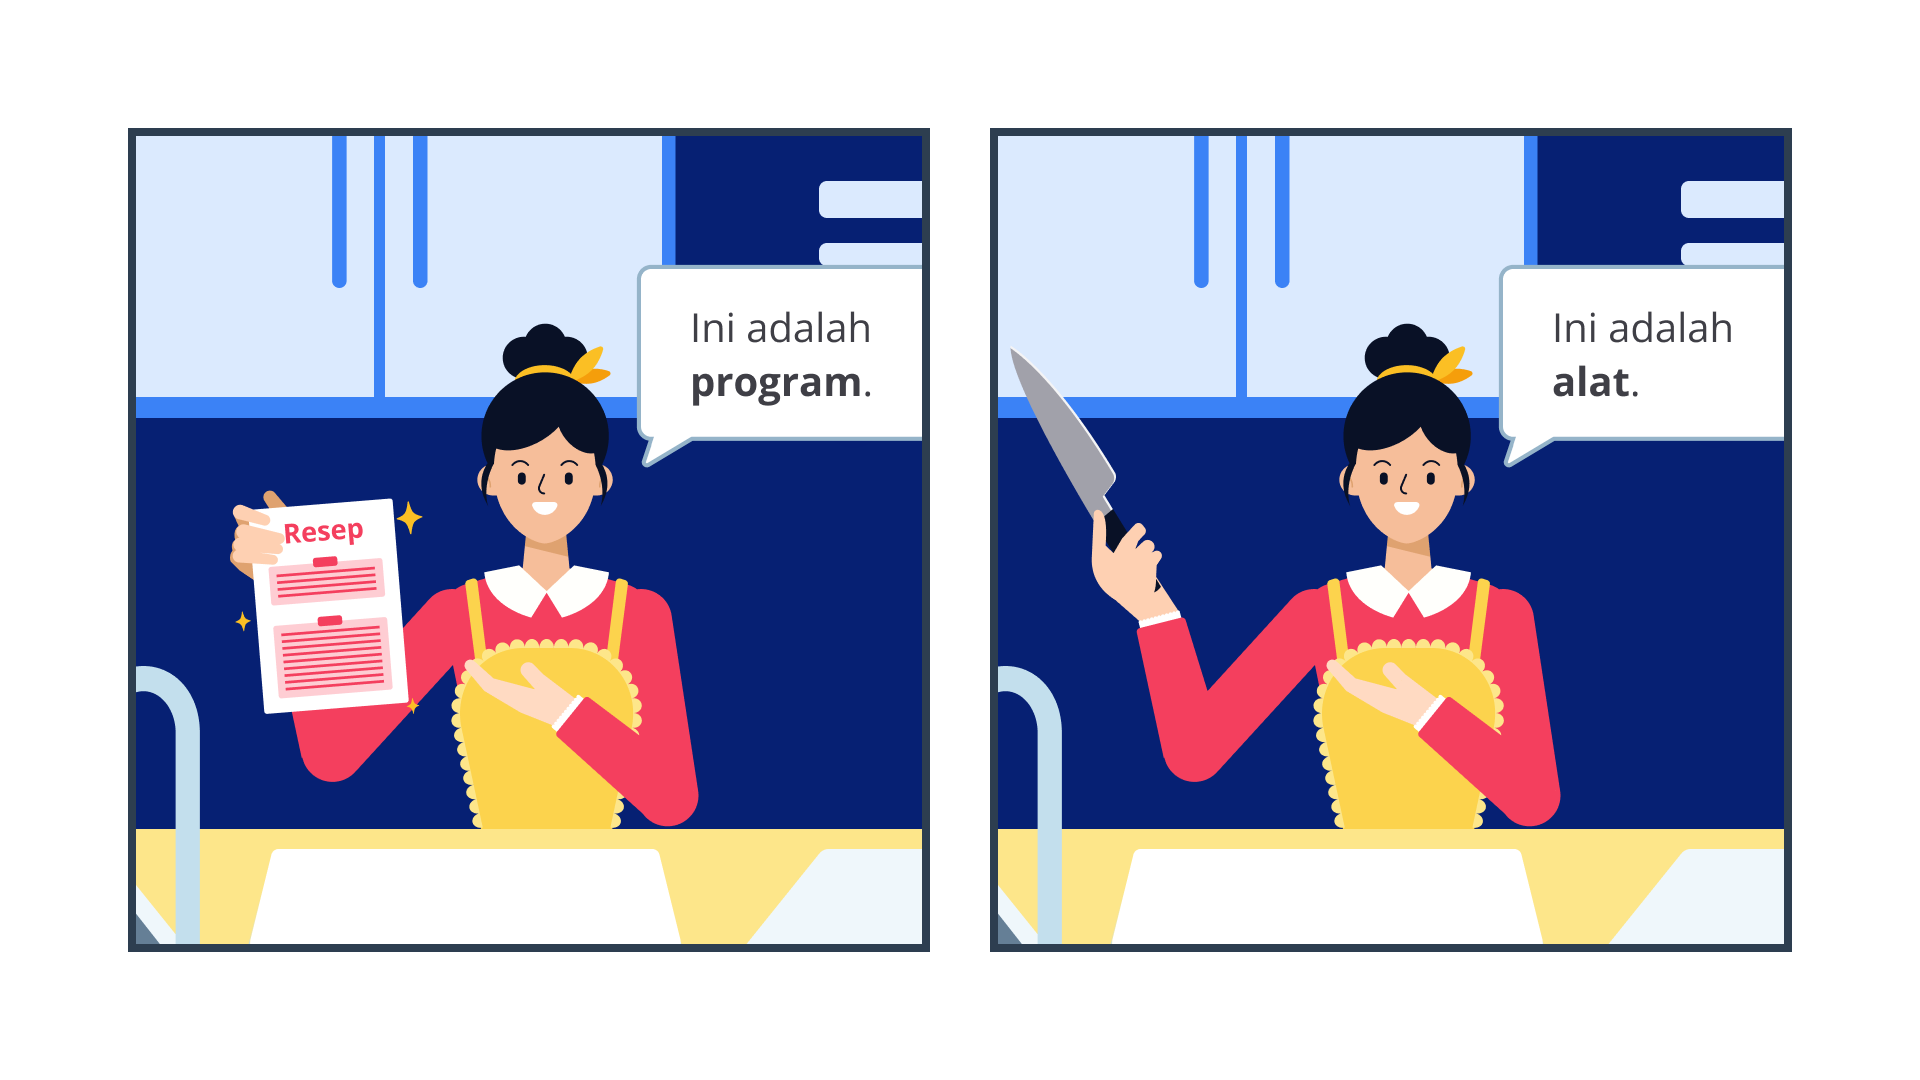 Resep
Ini adalah
program.
Ini adalah
alat.